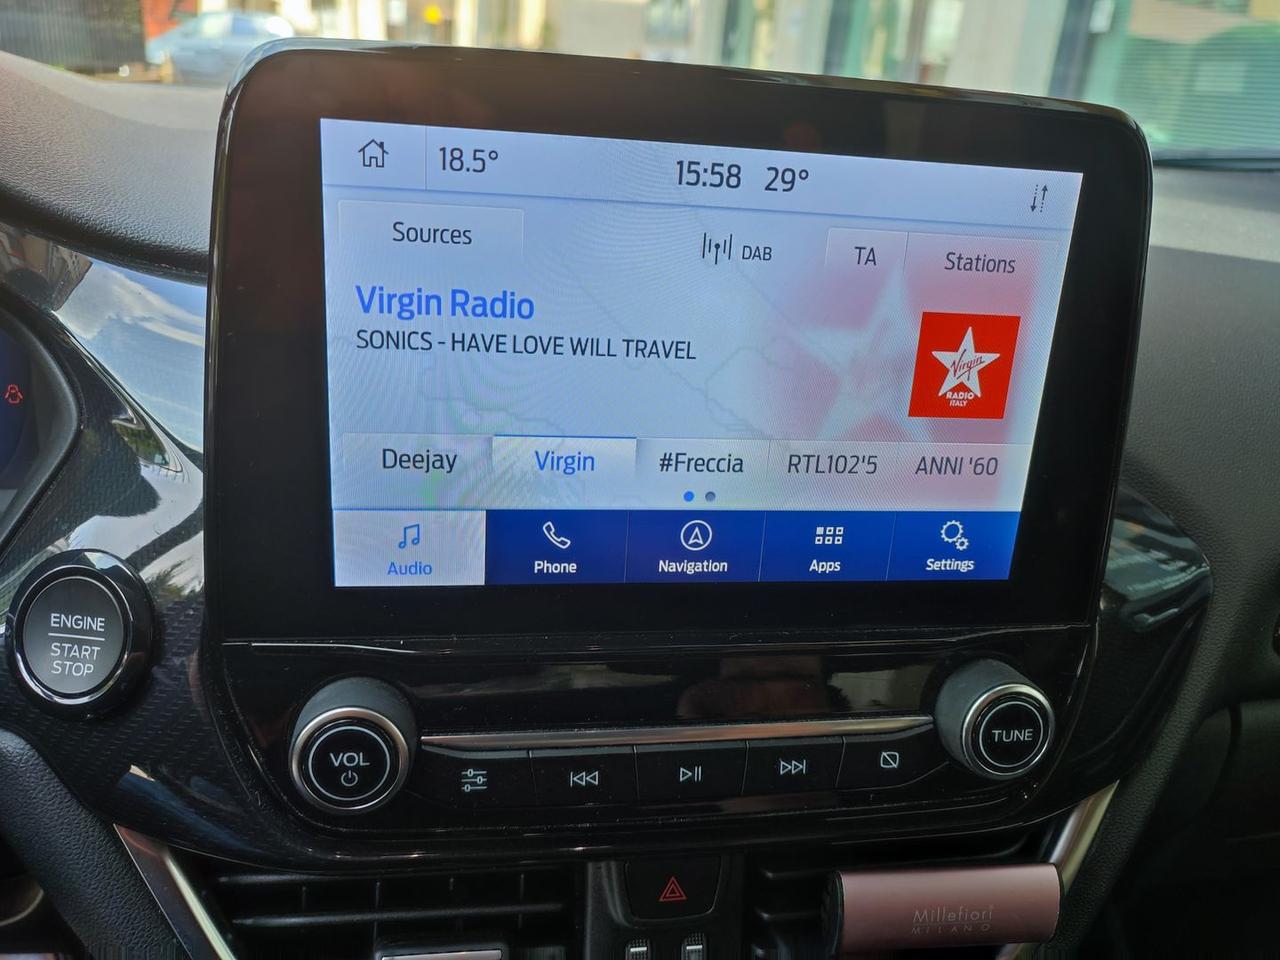 18.5°
15:58 29°
Sources
DAB
TA
Stations
Virgin Radio
SONICS - HAVE LOVE WILL TRAVEL
Virgin
RADIO
ITALY
Deejay
Virgin
#Freccia
RTL102'5
ANNI '60
Audio
Phone
Navigation
Apps
Settings
ENGINE
START
STOP
VOL
TUNE
Millefiori
MILANO